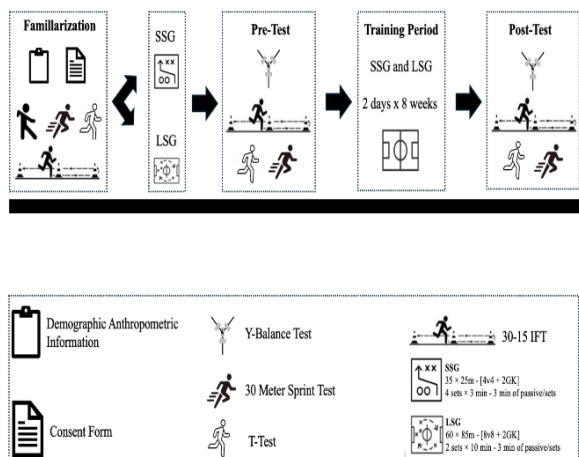 Famillarization
SSG
LSG
Pre-Test
Training Period
SSG and LSG
2 days x 8 weeks
Post-Test
Demographic Anthropometric
Information
Consent Form
Y-Balance Test
30 Meter Sprint Test
T-Test
30-15 IFT
SSG
35 × 25m - [4v4 + 2GK]
4 sets × 3 min - 3 min of passive/sets
LSG
60 × 85m - [8v8 + 2GK]
2 sets × 10 min - 3 min of passive/sets